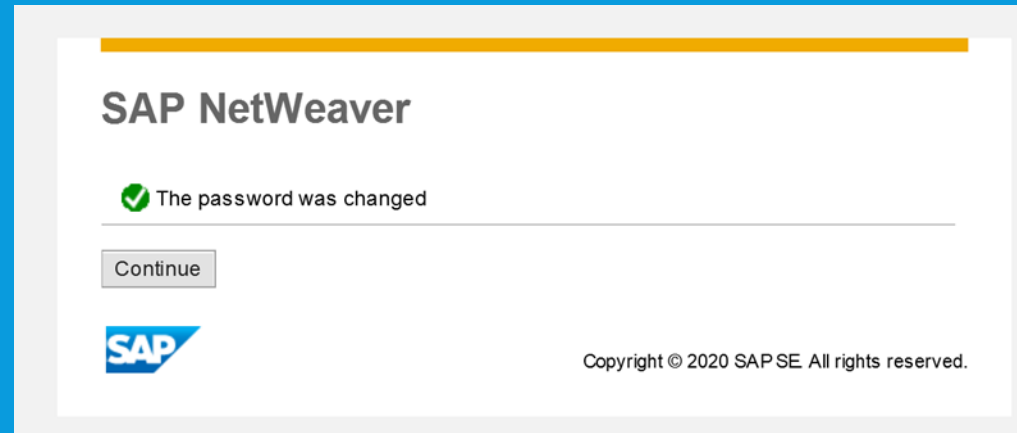 SAP NetWeaver
The password was changed
Continue
SAP
Copyright © 2020 SAP SE. All rights reserved.